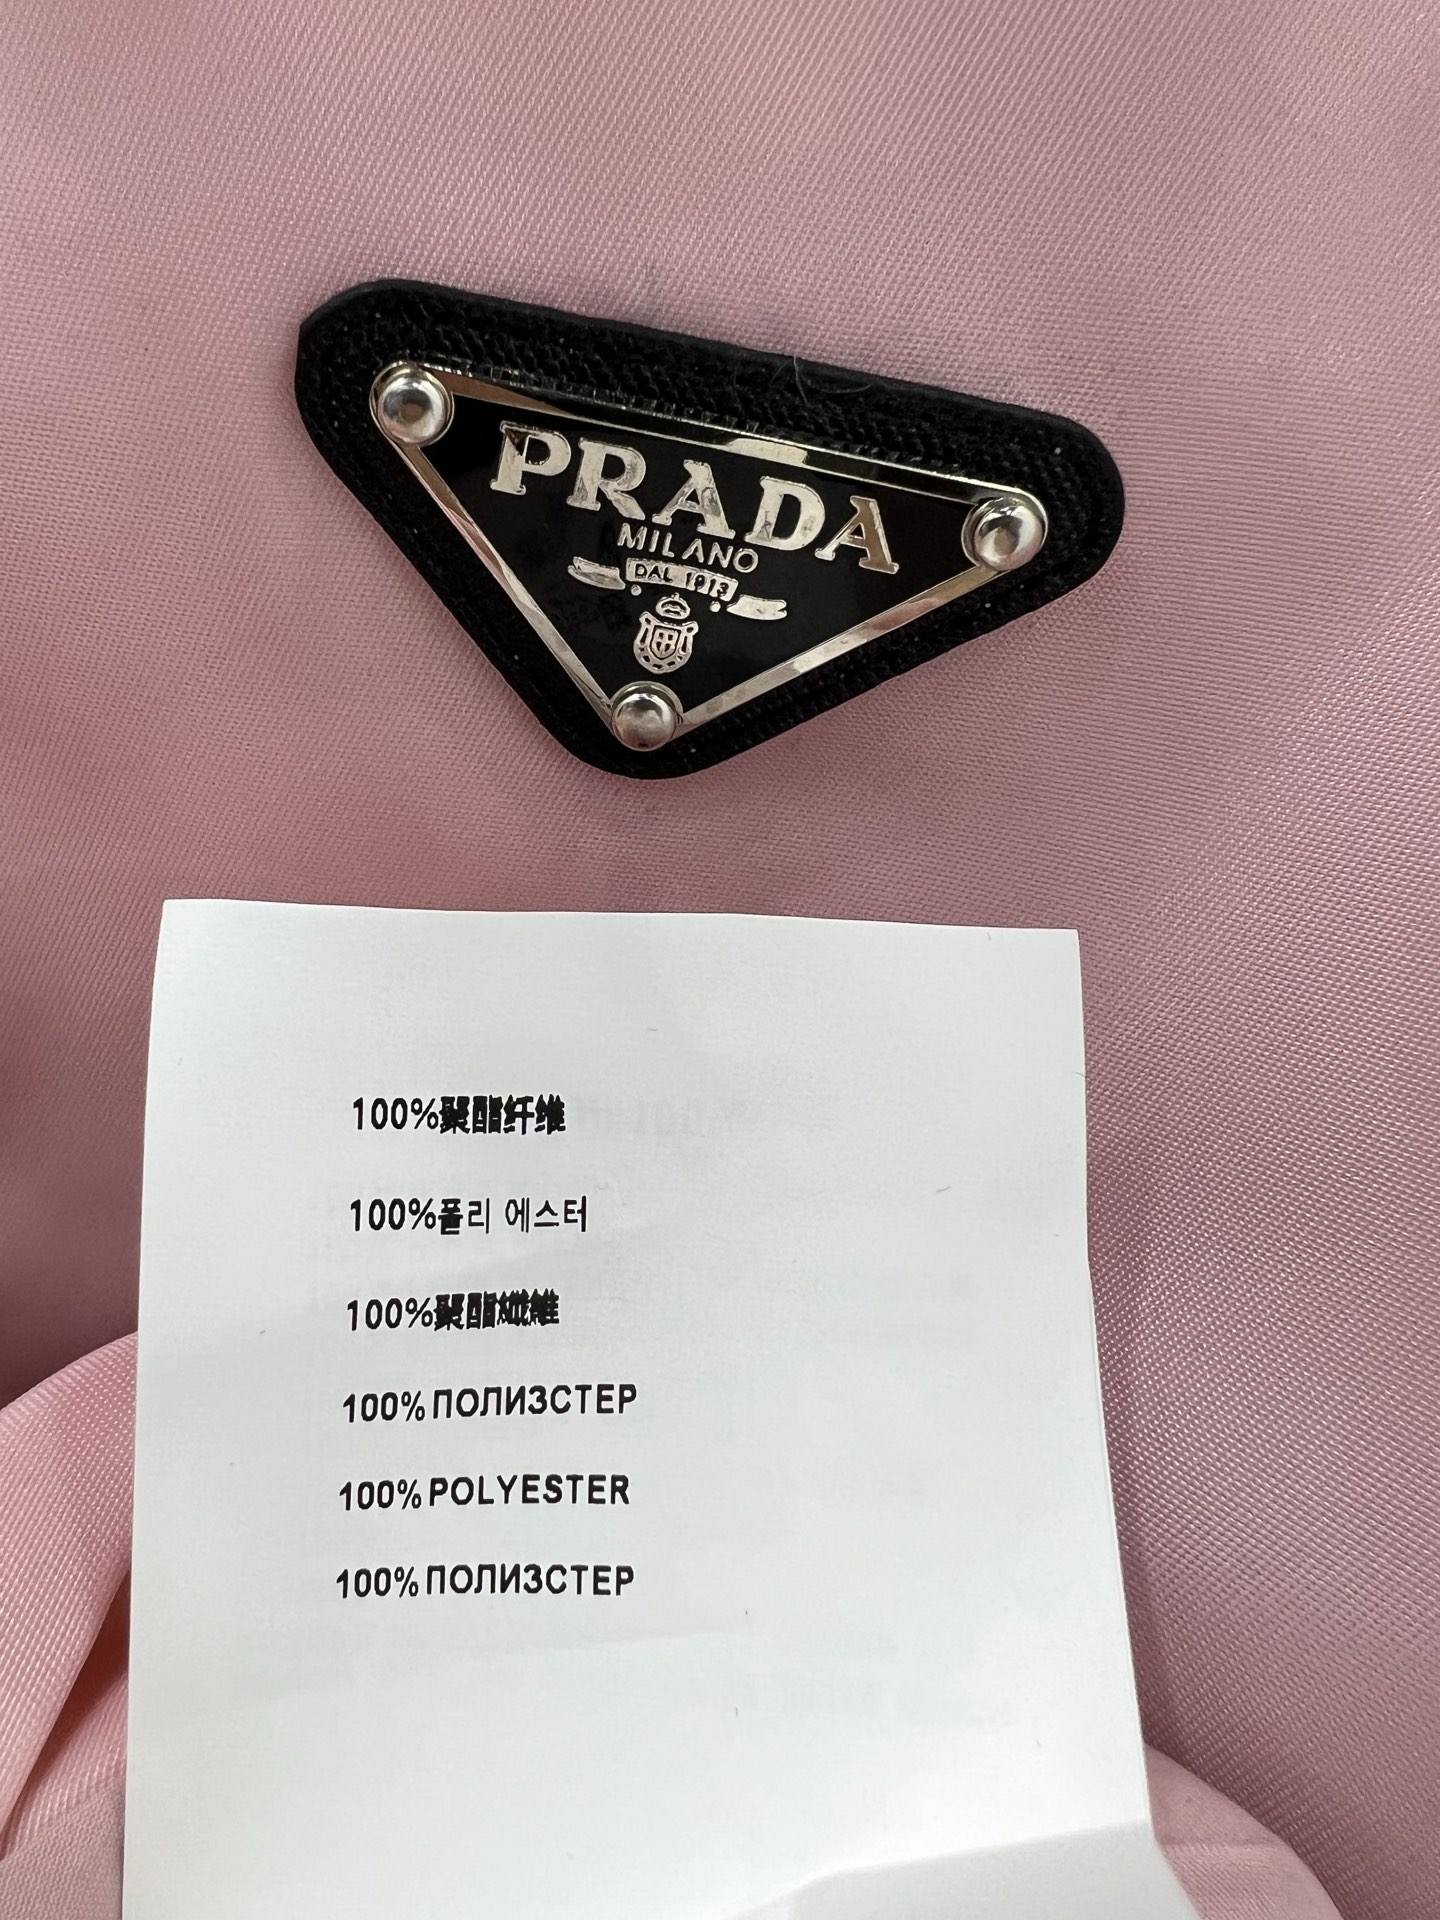 PRADA
MILANO
DAL 1913
100%聚酯纤维
100%폴리 에스터
100%聚酯纖維
100%ПОЛИЗСТЕР
100%POLYESTER
100%ПОЛИЗСТЕР